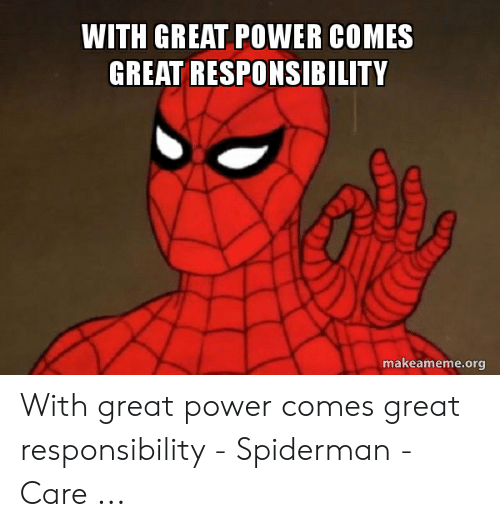 WITH GREAT POWER COMES
GREAT RESPONSIBILITY
makeameme.org
With great power comes great
responsibility - Spiderman -
Care ...